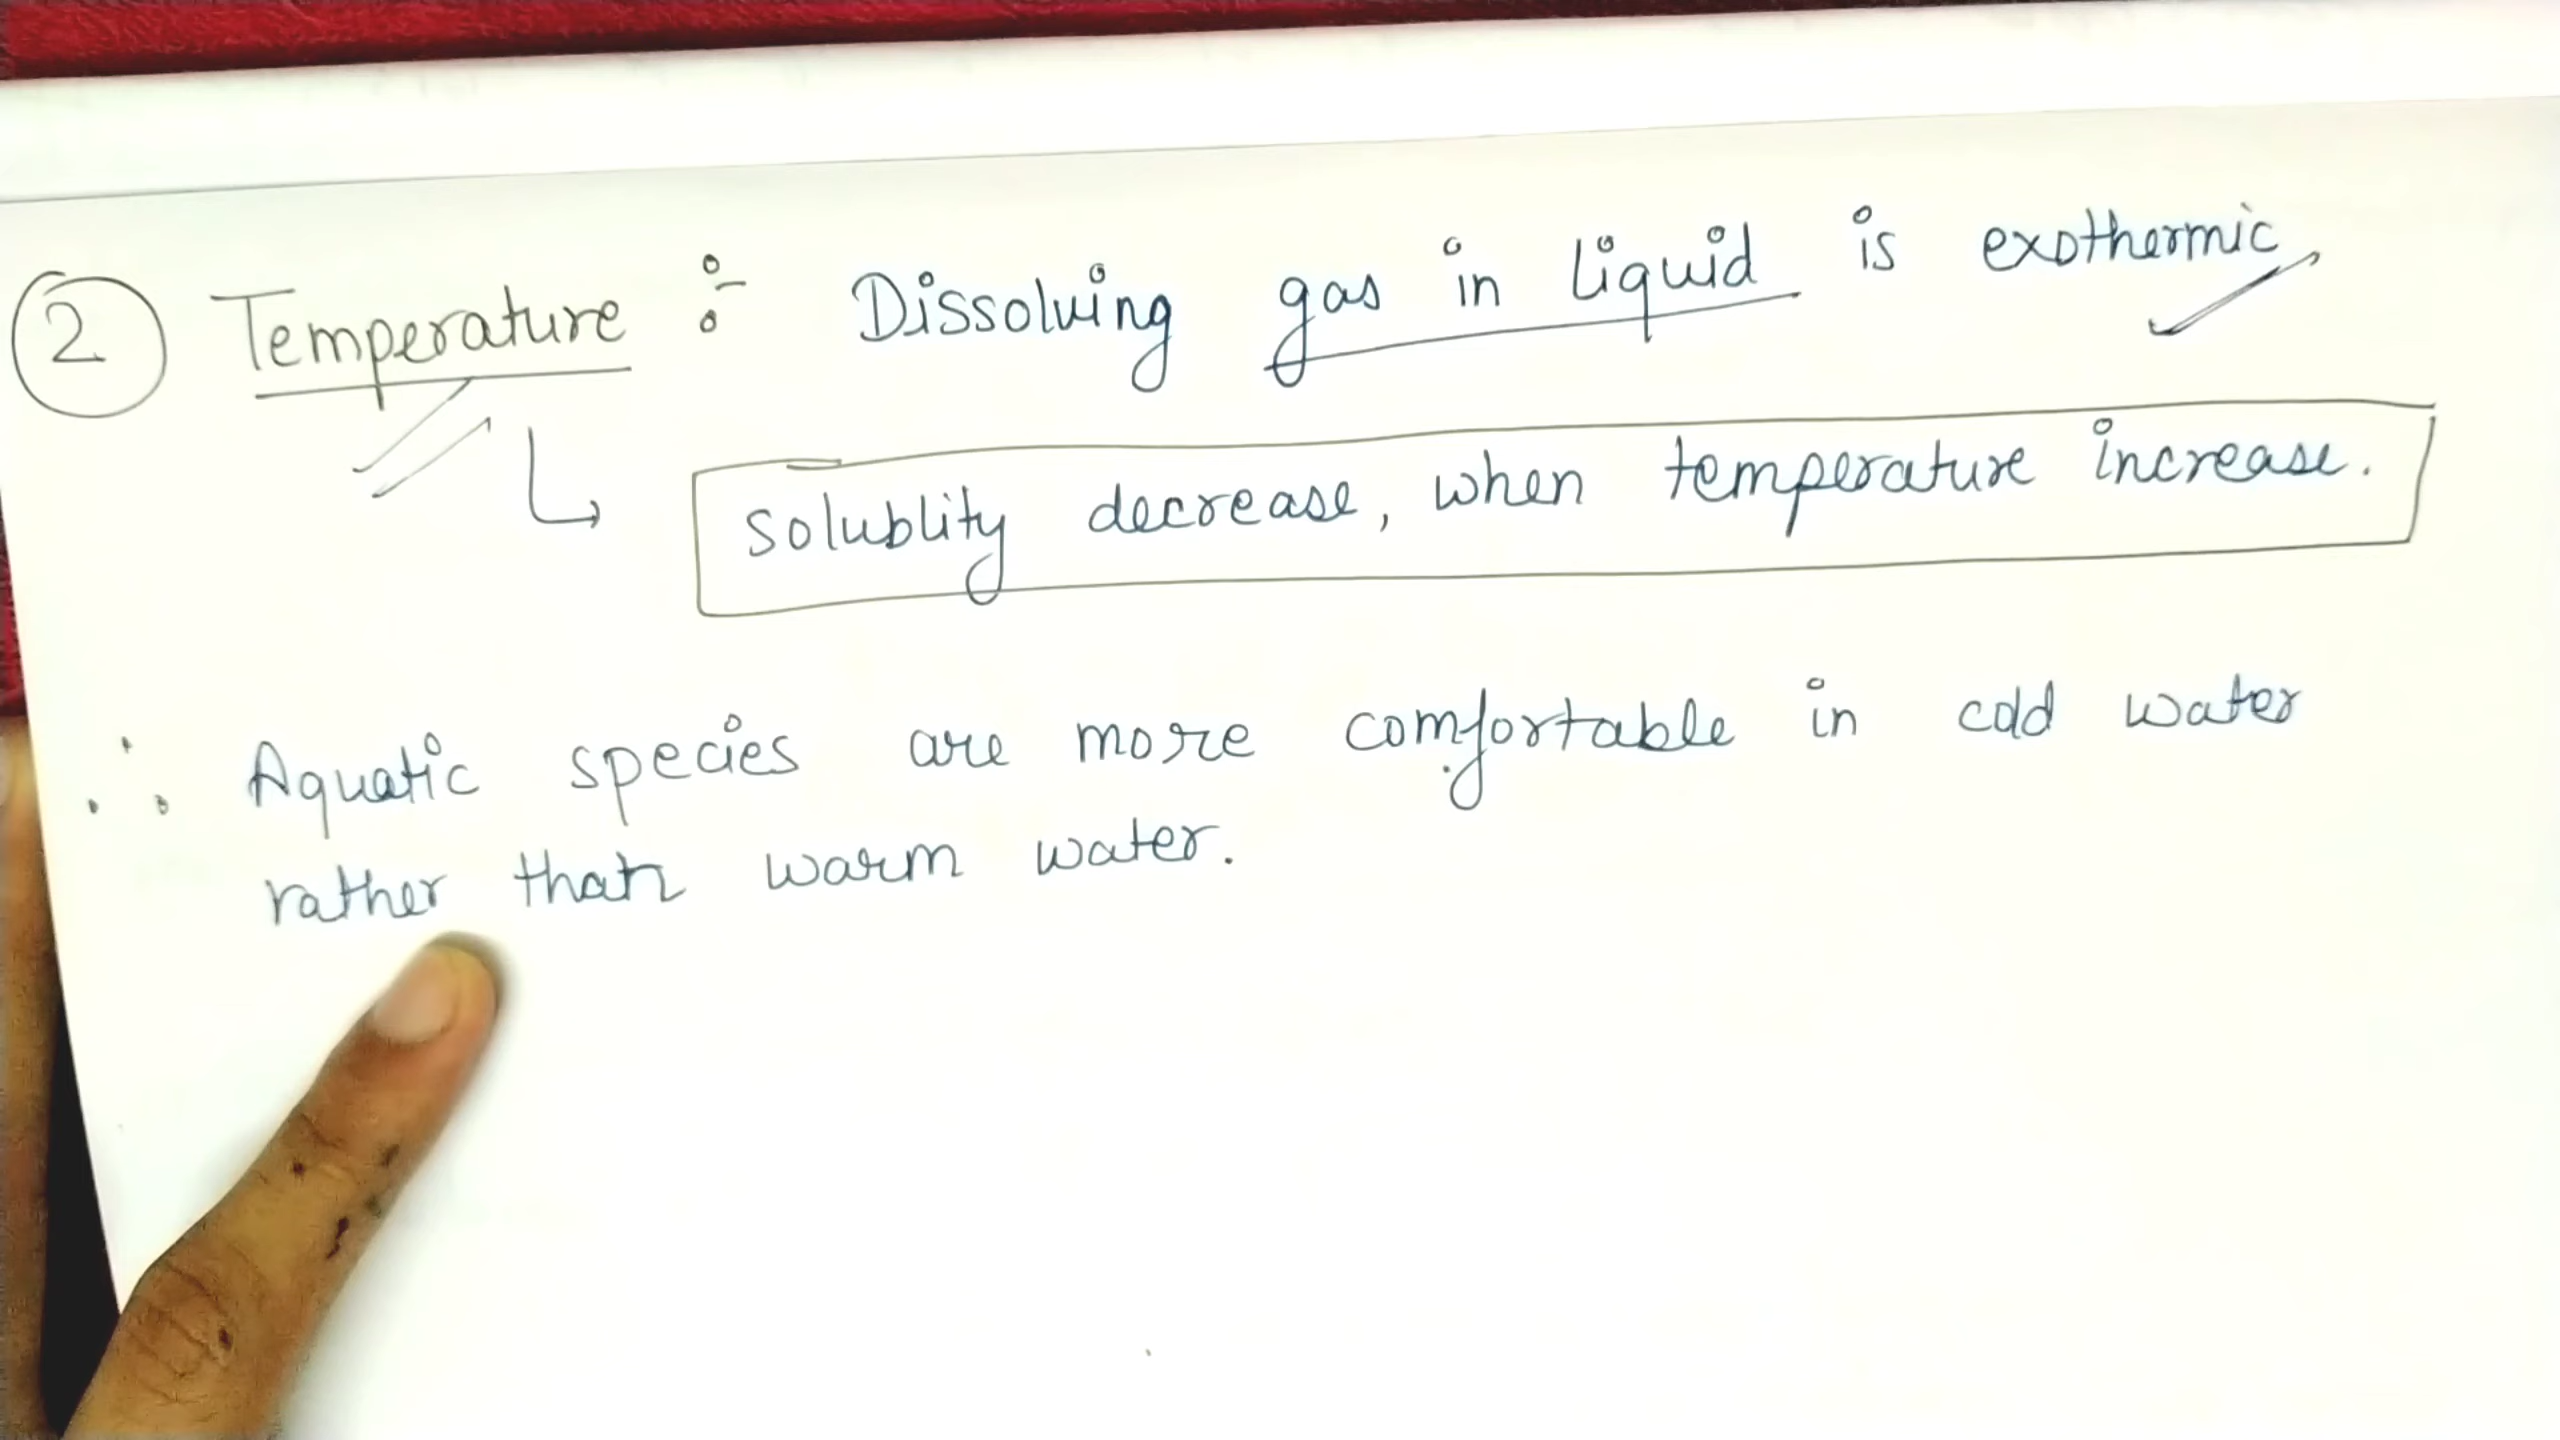 2 Temperature :- Dissolving gas in liquid is exothermic
solublity decrease, when temperature increase.
∴ Aquatic species are more comfortable in cold water
rather than warm water.